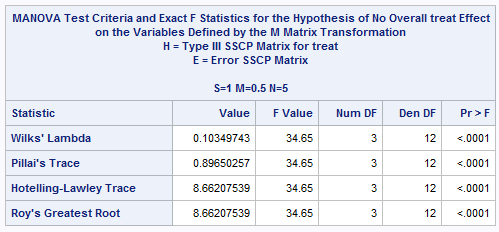 MANOVA Test Criteria and Exact F Statistics for the Hypothesis of No Overall treat Effect
on the Variables Defined by the M Matrix Transformation
H = Type III SSCP Matrix for treat
E = Error SSCP Matrix
S=1 M=0.5 N=5
Statistic Value F Value Num DF Den DF Pr > F
Wilks' Lambda 0.10349743 34.65 3 12 <.0001
Pillai's Trace 0.89650257 34.65 3 12 <.0001
Hotelling-Lawley Trace 8.66207539 34.65 3 12 <.0001
Roy's Greatest Root 8.66207539 34.65 3 12 <.0001